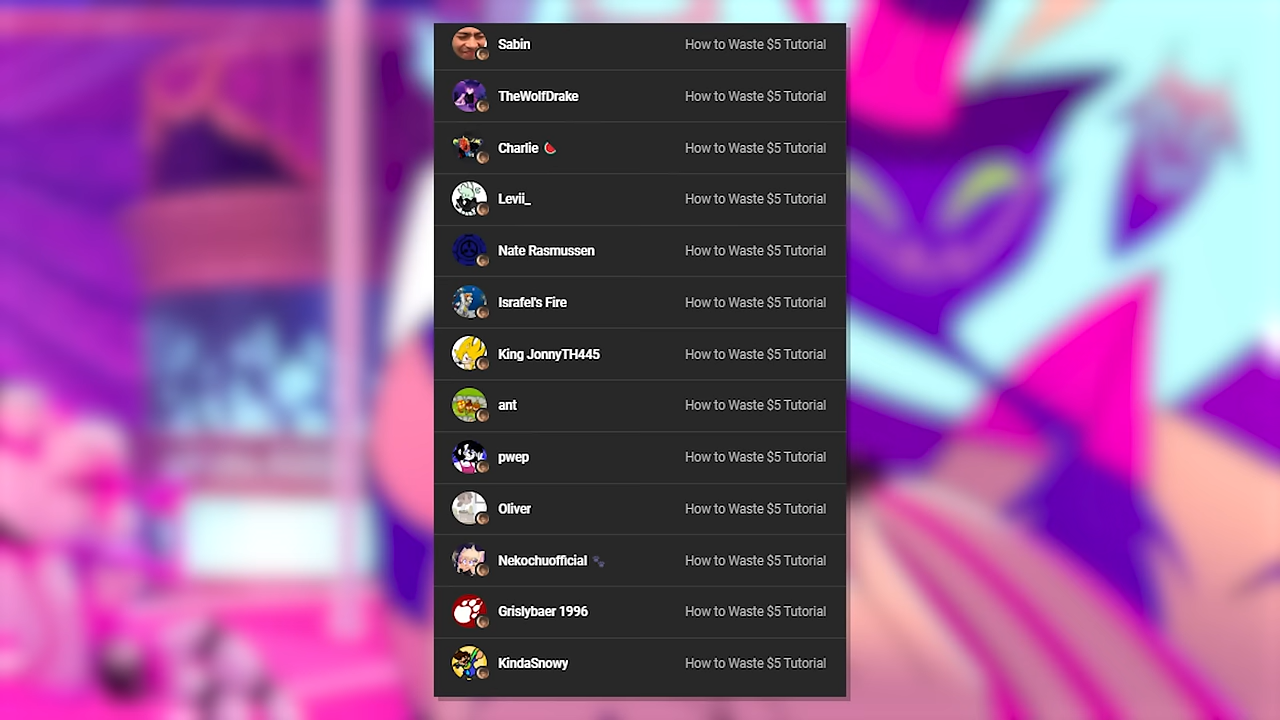 Sabin How to Waste $5 Tutorial
TheWolfDrake How to Waste $5 Tutorial
Charlie 🍉 How to Waste $5 Tutorial
Levii_ How to Waste $5 Tutorial
Nate Rasmussen How to Waste $5 Tutorial
Israfel's Fire How to Waste $5 Tutorial
King JonnyTH445 How to Waste $5 Tutorial
ant How to Waste $5 Tutorial
pwep How to Waste $5 Tutorial
Oliver How to Waste $5 Tutorial
Nekochuofficial 🐾 How to Waste $5 Tutorial
Grislybaer 1996 How to Waste $5 Tutorial
KindaSnowy How to Waste $5 Tutorial